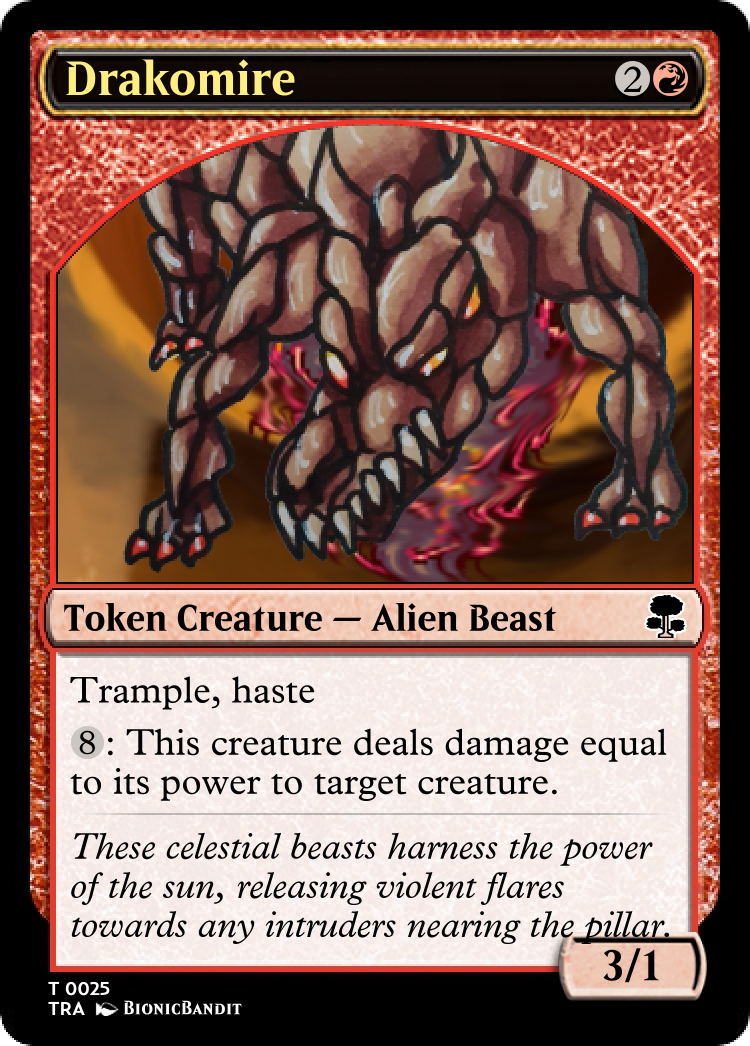 Drakomire 2
Token Creature — Alien Beast
Trample, haste
8: This creature deals damage equal
to its power to target creature.
These celestial beasts harness the power
of the sun, releasing violent flares
towards any intruders nearing the pillar.
3/1
T 0025
TRA BionicBandit